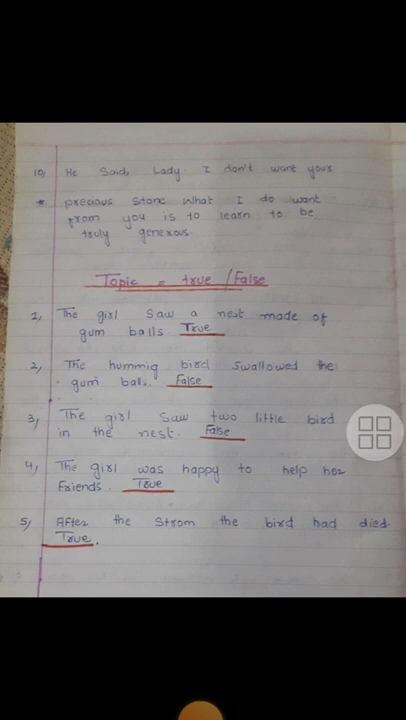 10, He Said, Lady. I don't want your
* precious stone what I do want
from you is to learn to be
truly generous.
Topic = true / False
1, The girl saw a nest made of
gum balls True
2, The hummig bird swallowed the
gum balls. False
3, The girl saw two little bird
in the nest. False
4, The girl was happy to help her
Friends. True
5, After the Strom the bird had died.
True.